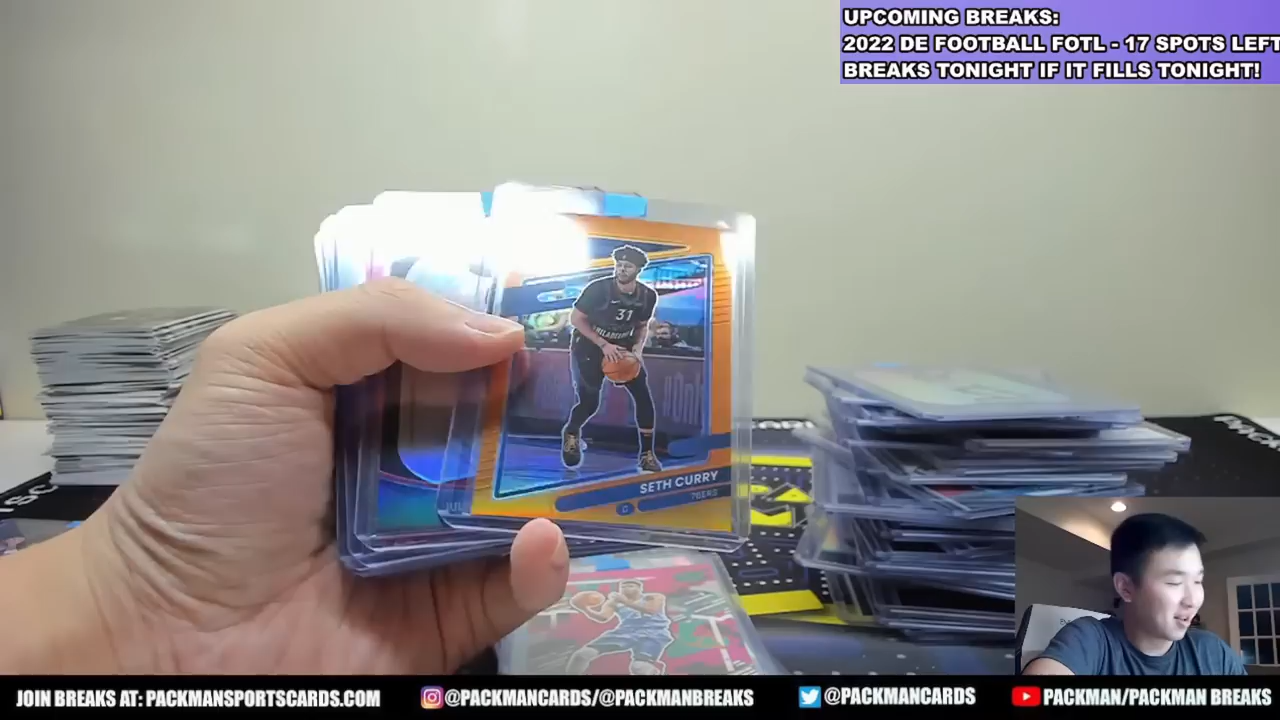 UPCOMING BREAKS:
2022 DE FOOTBALL FOTL - 17 SPOTS LEFT
BREAKS TONIGHT IF IT FILLS TONIGHT!
31
SETH CURRY
76ERS
G
JOIN BREAKS AT: PACKMANSPORTSCARDS.COM
@PACKMANCARDS/@PACKMANBREAKS
@PACKMANCARDS
PACKMAN/PACKMAN BREAKS